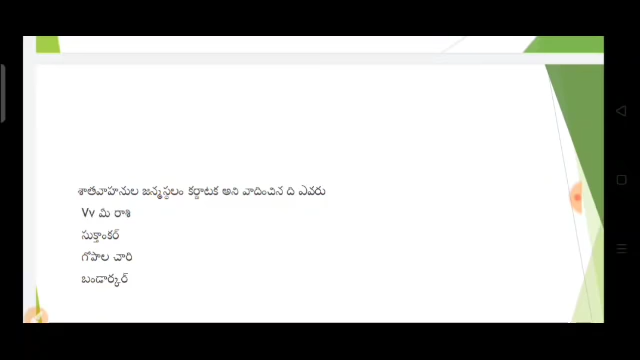 శాతవాహనుల జన్మస్థలం కర్ణాటక అని వాదించిన ది ఎవరు
Vv మి రాశి
సుక్తాంకర్
గోపాల చారి
బండార్కర్